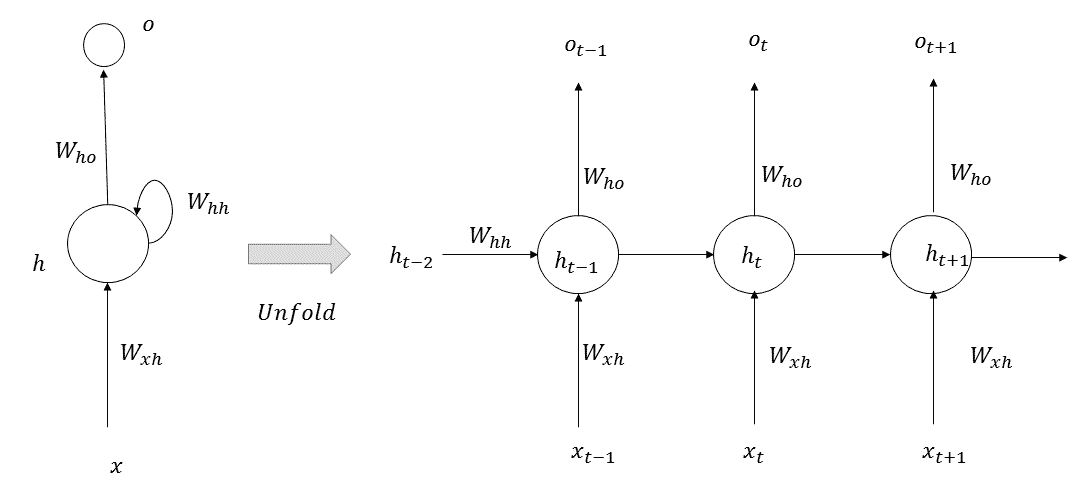 o
W_{ho}
W_{hh}
h
W_{xh}
x
Unfold
o_{t-1}
o_t
o_{t+1}
W_{ho}
W_{ho}
W_{ho}
h_{t-2}
W_{hh}
h_{t-1}
h_t
h_{t+1}
W_{xh}
W_{xh}
W_{xh}
x_{t-1}
x_t
x_{t+1}